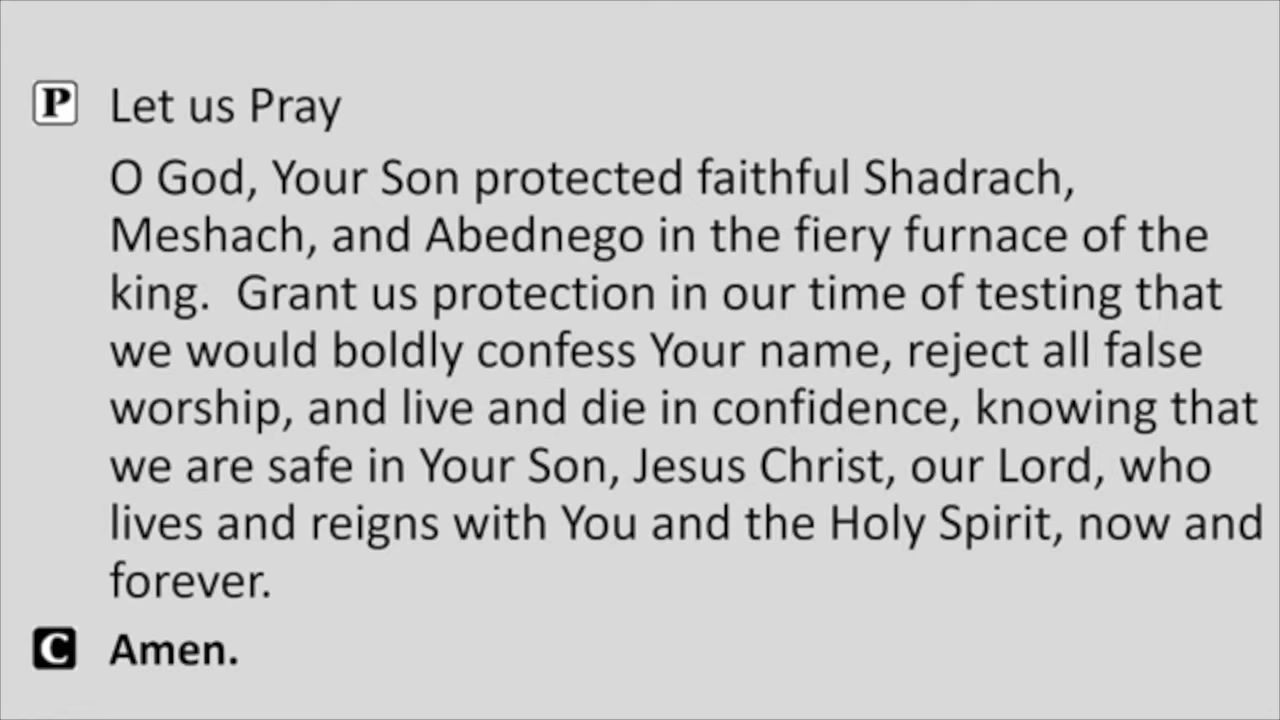 P Let us Pray
O God, Your Son protected faithful Shadrach,
Meshach, and Abednego in the fiery furnace of the
king.  Grant us protection in our time of testing that
we would boldly confess Your name, reject all false
worship, and live and die in confidence, knowing that
we are safe in Your Son, Jesus Christ, our Lord, who
lives and reigns with You and the Holy Spirit, now and
forever.
C Amen.